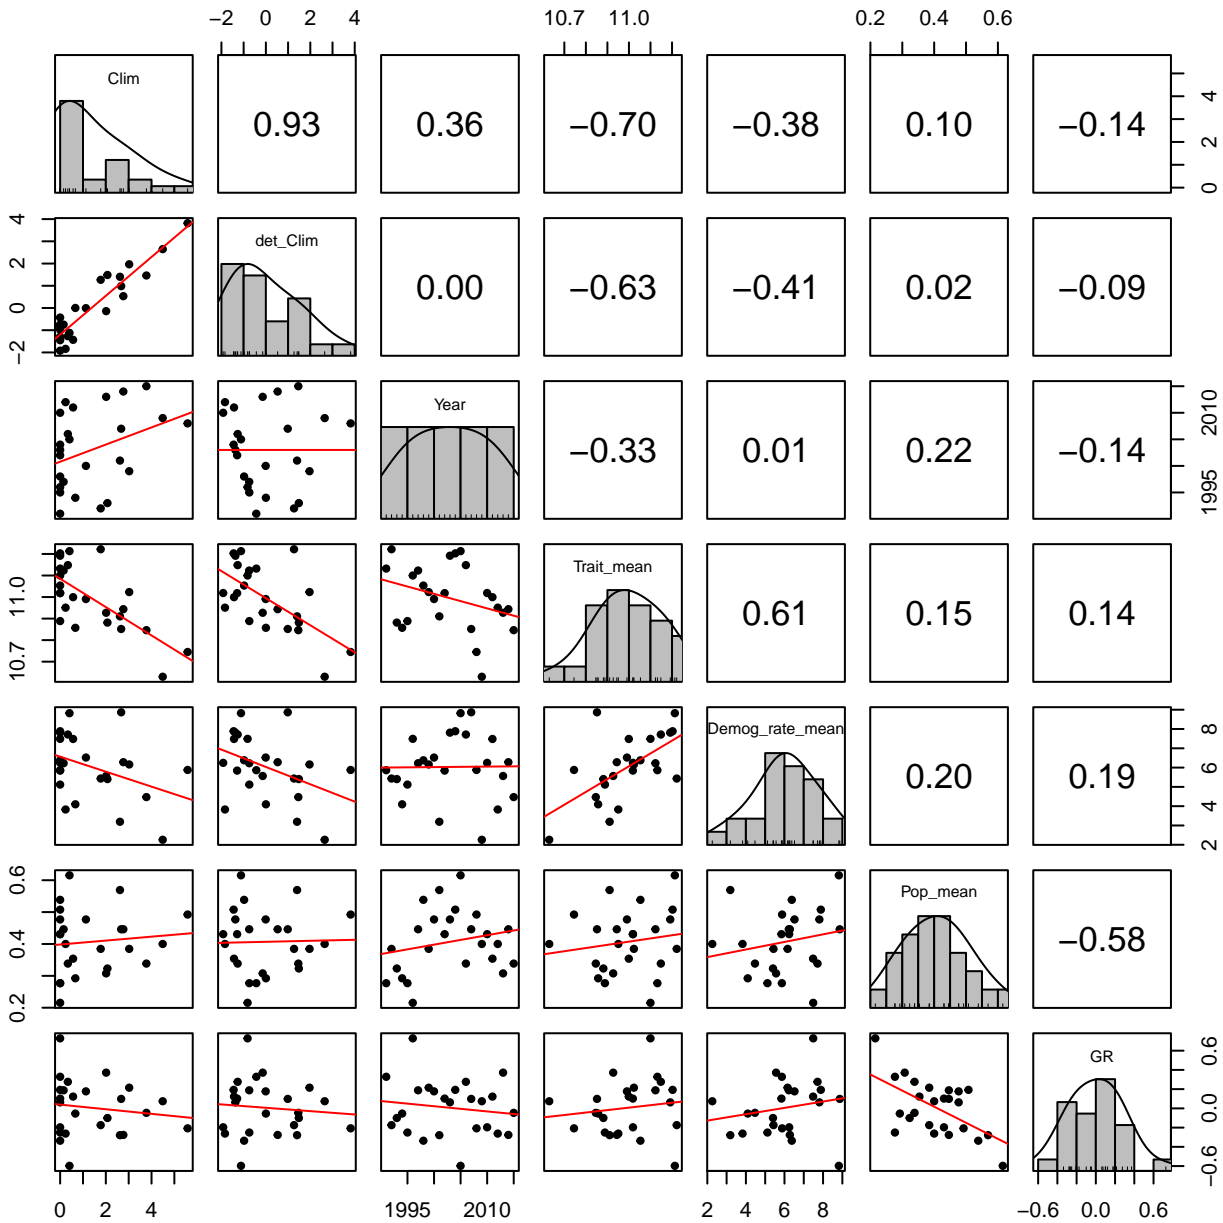 −2 0 4 10.7 11.0 0.2 0.4 0.6
Clim 0.93 0.36 −0.70 −0.38 0.10 −0.14 0 2 4
−2 0 2 4 det_Clim 0.00 −0.63 −0.41 0.02 −0.09
Year −0.33 0.01 0.22 −0.14 1995 2010
10.7 11.0 Trait_mean 0.61 0.15 0.14
Demog_rate_mean 0.20 0.19 2 4 6 8
0.2 0.4 0.6 Pop_mean −0.58
GR −0.6 0.0 0.6
0 2 4 1995 2010 2 4 6 8 −0.6 0.0 0.6